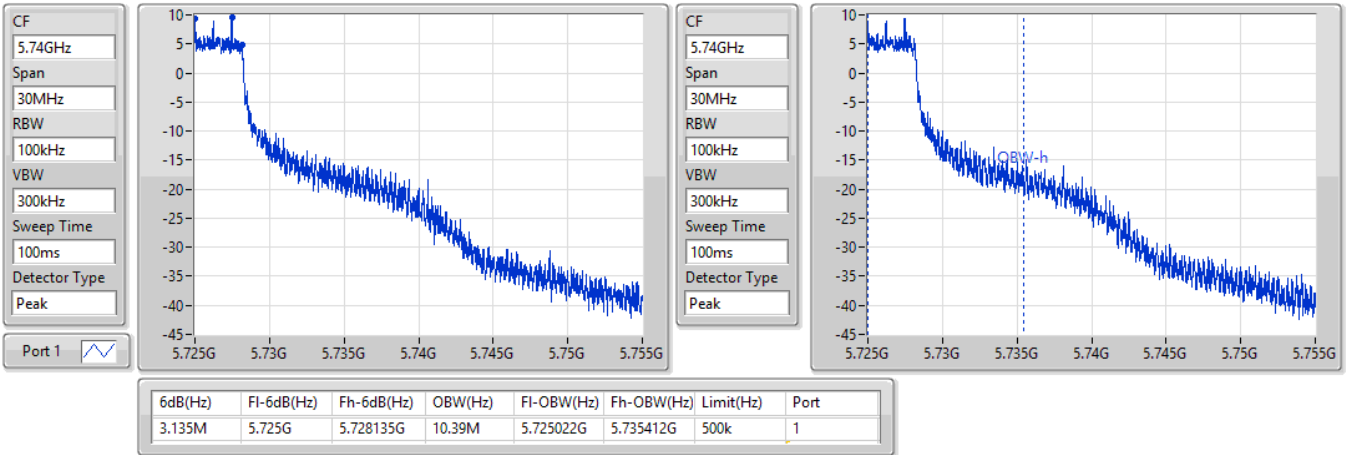 CF
5.74GHz
Span
30MHz
RBW
100kHz
VBW
300kHz
Sweep Time
100ms
Detector Type
Peak
Port 1
10
5
0
-5
-10
-15
-20
-25
-30
-35
-40
-45
5.725G 5.73G 5.735G 5.74G 5.745G 5.75G 5.755G
CF
5.74GHz
Span
30MHz
RBW
100kHz
VBW
300kHz
Sweep Time
100ms
Detector Type
Peak
10
5
0
-5
-10
-15
-20
-25
-30
-35
-40
-45
OBW-h
5.725G 5.73G 5.735G 5.74G 5.745G 5.75G 5.755G
6dB(Hz) Fl-6dB(Hz) Fh-6dB(Hz) OBW(Hz) Fl-OBW(Hz) Fh-OBW(Hz) Limit(Hz) Port
3.135M 5.725G 5.728135G 10.39M 5.725022G 5.735412G 500k 1